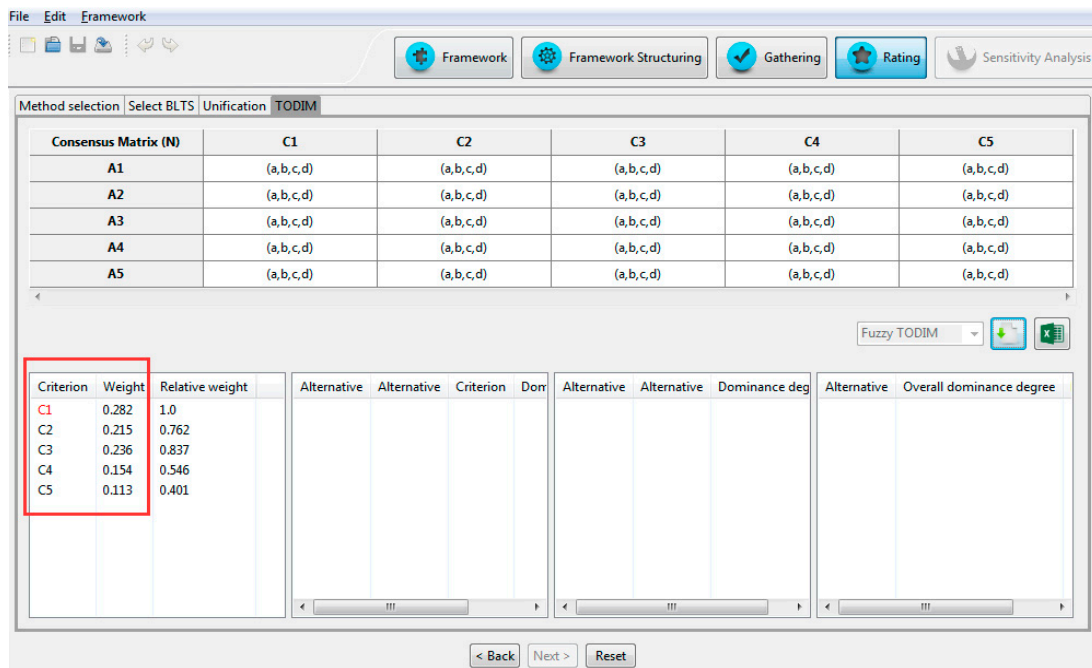 File Edit Framework
Framework Framework Structuring Gathering Rating Sensitivity Analysis
Method selection Select BLTS Unification TODIM
Consensus Matrix (N) C1 C2 C3 C4 C5
A1 (a,b,c,d) (a,b,c,d) (a,b,c,d) (a,b,c,d) (a,b,c,d)
A2 (a,b,c,d) (a,b,c,d) (a,b,c,d) (a,b,c,d) (a,b,c,d)
A3 (a,b,c,d) (a,b,c,d) (a,b,c,d) (a,b,c,d) (a,b,c,d)
A4 (a,b,c,d) (a,b,c,d) (a,b,c,d) (a,b,c,d) (a,b,c,d)
A5 (a,b,c,d) (a,b,c,d) (a,b,c,d) (a,b,c,d) (a,b,c,d)
Fuzzy TODIM
Criterion Weight Relative weight Alternative Alternative Criterion Dom Alternative Alternative Dominance deg Alternative Overall dominance degree
C1 0.282 1.0
C2 0.215 0.762
C3 0.236 0.837
C4 0.154 0.546
C5 0.113 0.401
< Back Next > Reset